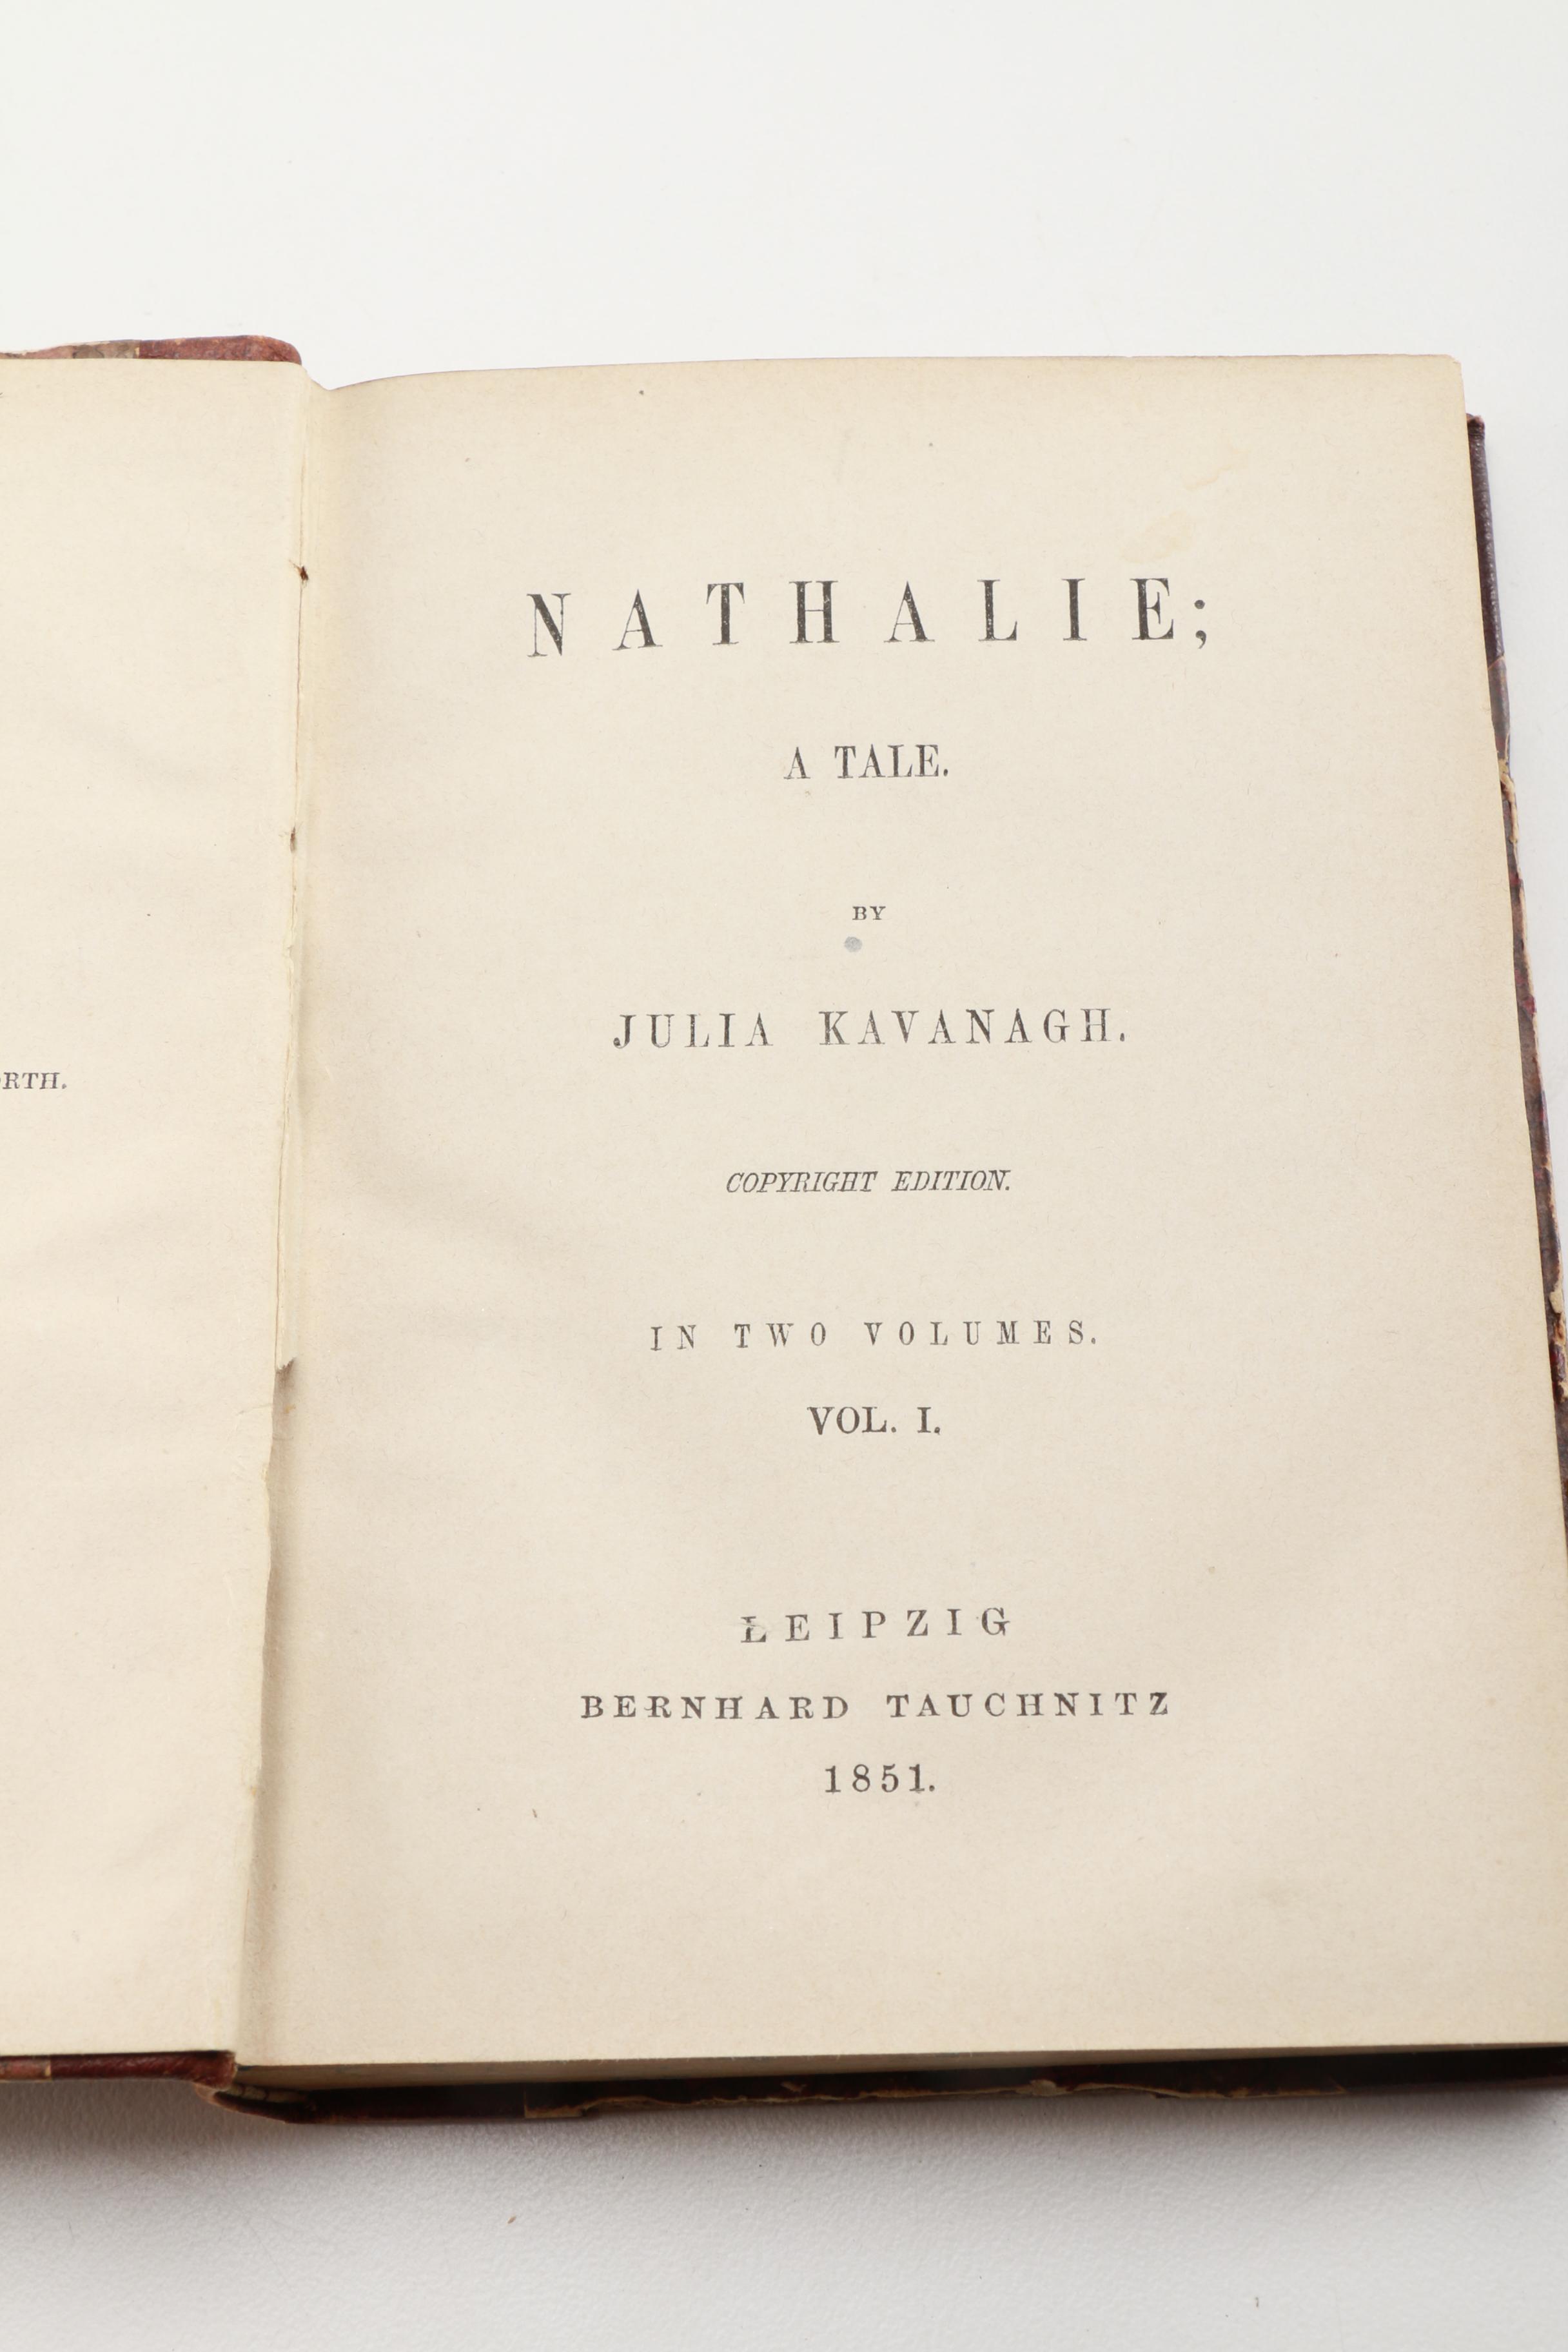 NATHALIE;
A TALE.
BY
JULIA KAVANAGH.
COPYRIGHT EDITION.
IN TWO VOLUMES.
VOL. I.
LEIPZIG
BERNHARD TAUCHNITZ
1851.